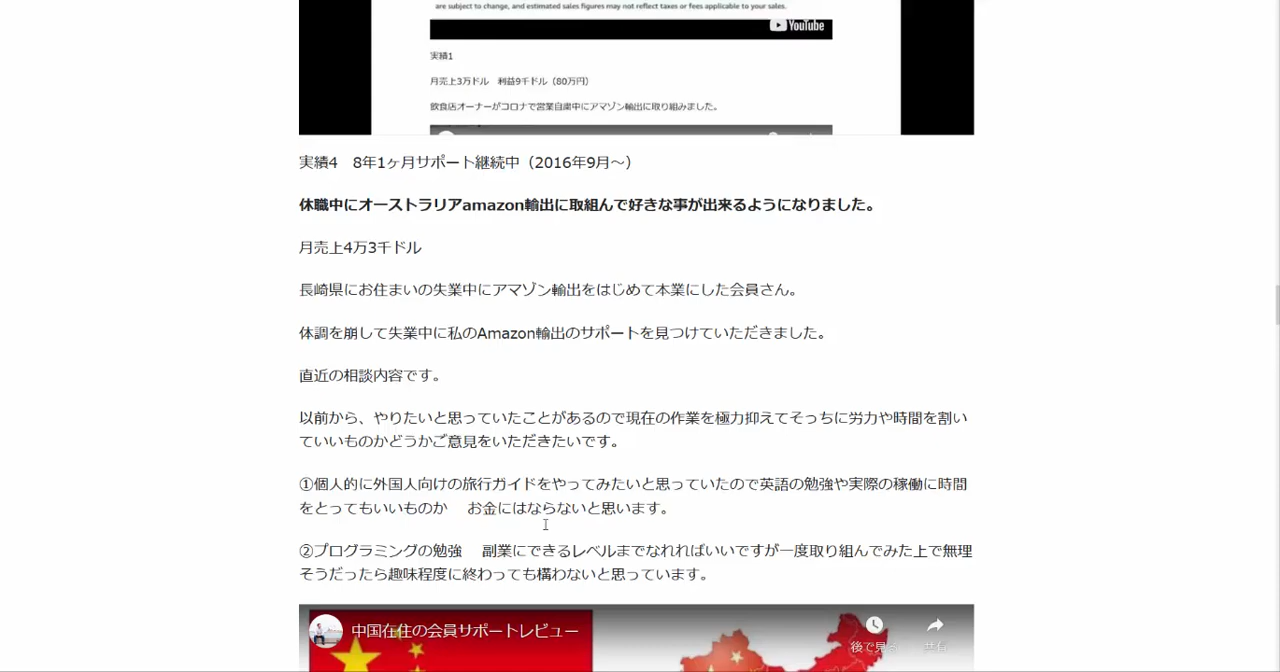 are subject to change, and estimated sales figures may not reflect taxes or fees applicable to your sales.
YouTube
実績1
月売上3万ドル　利益9千ドル（80万円）
飲食店オーナーがコロナで営業自粛中にアマゾン輸出に取り組みました。
実績4　8年1ヶ月サポート継続中（2016年9月～）
休職中にオーストラリアamazon輸出に取組んで好きな事が出来るようになりました。
月売上4万3千ドル
長崎県にお住まいの失業中にアマゾン輸出をはじめて本業にした会員さん。
体調を崩して失業中に私のAmazon輸出のサポートを見つけていただきました。
直近の相談内容です。
以前から、やりたいと思っていたことがあるので現在の作業を極力抑えてそっちに労力や時間を割い
ていいものかどうかご意見をいただきたいです。
①個人的に外国人向けの旅行ガイドをやってみたいと思っていたので英語の勉強や実際の稼働に時間
をとってもいいものか　お金にはならないと思います。
②プログラミングの勉強　副業にできるレベルまでなれればいいですが一度取り組んでみた上で無理
そうだったら趣味程度に終わっても構わないと思っています。
中国在住の会員サポートレビュー
後で見る
共有